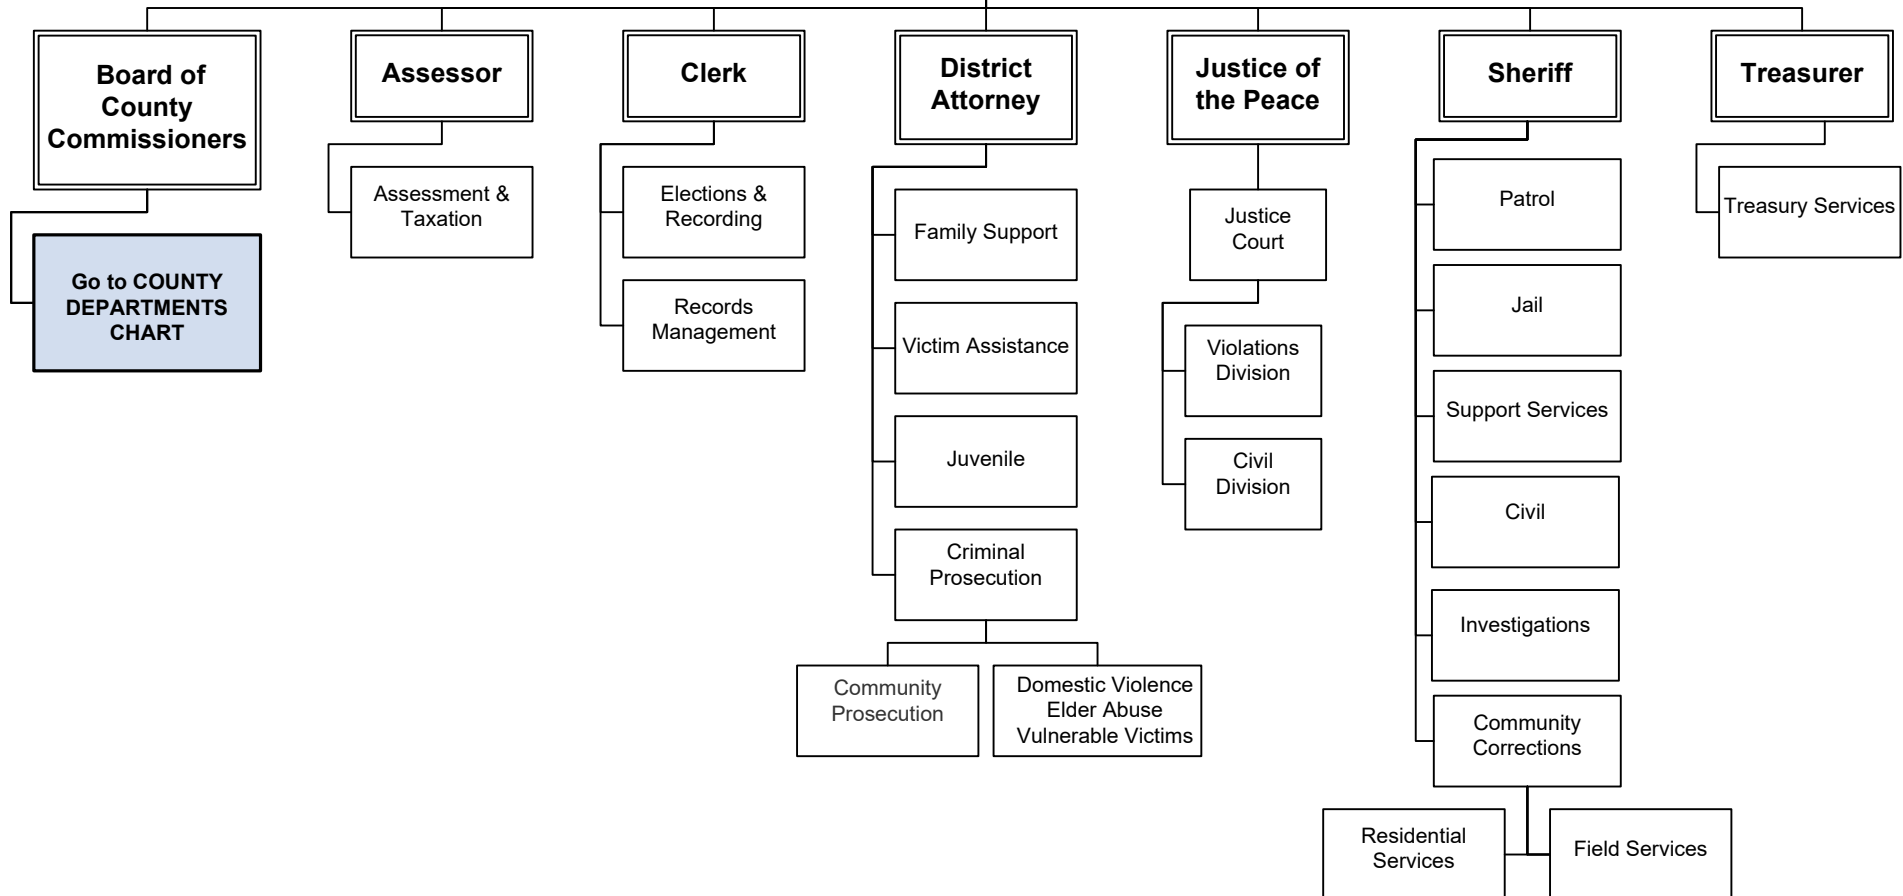 Board of
County
Commissioners
Assessor
Clerk
District
Attorney
Justice of
the Peace
Sheriff
Treasurer
Go to COUNTY
DEPARTMENTS
CHART
Assessment &
Taxation
Elections &
Recording
Records
Management
Family Support
Victim Assistance
Juvenile
Criminal
Prosecution
Community
Prosecution
Domestic Violence
Elder Abuse
Vulnerable Victims
Justice
Court
Violations
Division
Civil
Division
Patrol
Jail
Support Services
Civil
Investigations
Community
Corrections
Residential
Services
Field Services
Treasury Services